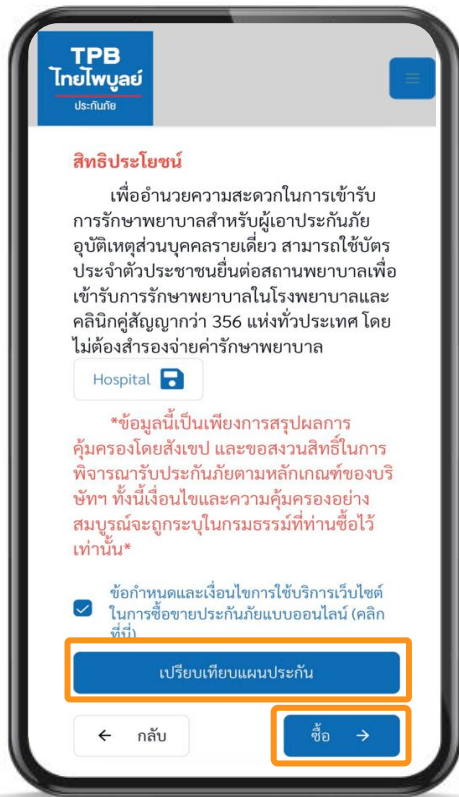 TPB
ไทยไพบูลย์
ประกันภัย
สิทธิประโยชน์
เพื่ออำนวยความสะดวกในการเข้ารับ
การรักษาพยาบาลสำหรับผู้เอาประกันภัย
อุบัติเหตุส่วนบุคคลรายเดี่ยว สามารถใช้บัตร
ประจำตัวประชาชนยื่นต่อสถานพยาบาลเพื่อ
เข้ารับการรักษาพยาบาลในโรงพยาบาลและ
คลินิกคู่สัญญากว่า 356 แห่งทั่วประเทศ โดย
ไม่ต้องสำรองจ่ายค่ารักษาพยาบาล
Hospital
*ข้อมูลนี้เป็นเพียงการสรุปผลการ
คุ้มครองโดยสังเขป และขอสงวนสิทธิ์ในการ
พิจารณารับประกันภัยตามหลักเกณฑ์ของบริ
ษัทฯ ทั้งนี้เงื่อนไขและความคุ้มครองอย่าง
สมบูรณ์จะถูกระบุในกรมธรรม์ที่ท่านซื้อไว้
เท่านั้น*
ข้อกำหนดและเงื่อนไขการใช้บริการเว็บไซต์
ในการซื้อขายประกันภัยแบบออนไลน์ (คลิก
ที่นี่)
เปรียบเทียบแผนประกัน
← กลับ
ซื้อ →